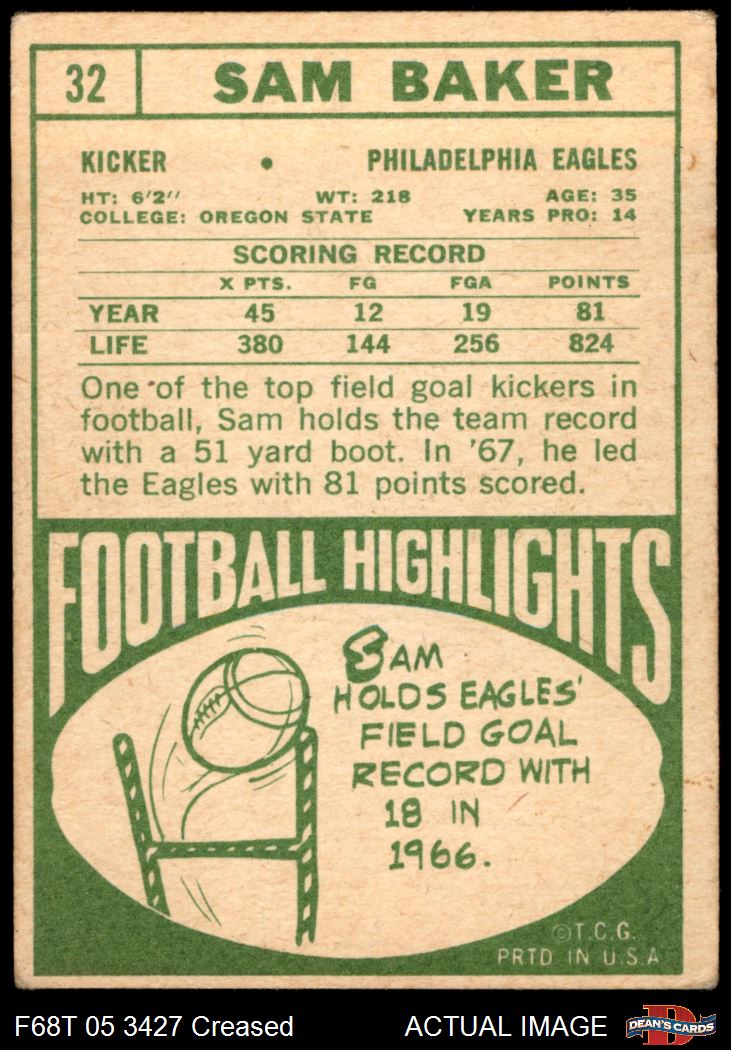 32 SAM BAKER
KICKER • PHILADELPHIA EAGLES
HT: 6'2" WT: 218 AGE: 35
COLLEGE: OREGON STATE YEARS PRO: 14
SCORING RECORD
X PTS. FG FGA POINTS
YEAR 45 12 19 81
LIFE 380 144 256 824
One of the top field goal kickers in
football, Sam holds the team record
with a 51 yard boot. In '67, he led
the Eagles with 81 points scored.
FOOTBALL HIGHLIGHTS
SAM
HOLDS EAGLES'
FIELD GOAL
RECORD WITH
18 IN
1966.
©T.C.G.
PRTD IN U.S.A
F68T 05 3427 Creased ACTUAL IMAGE D DEAN'S CARDS